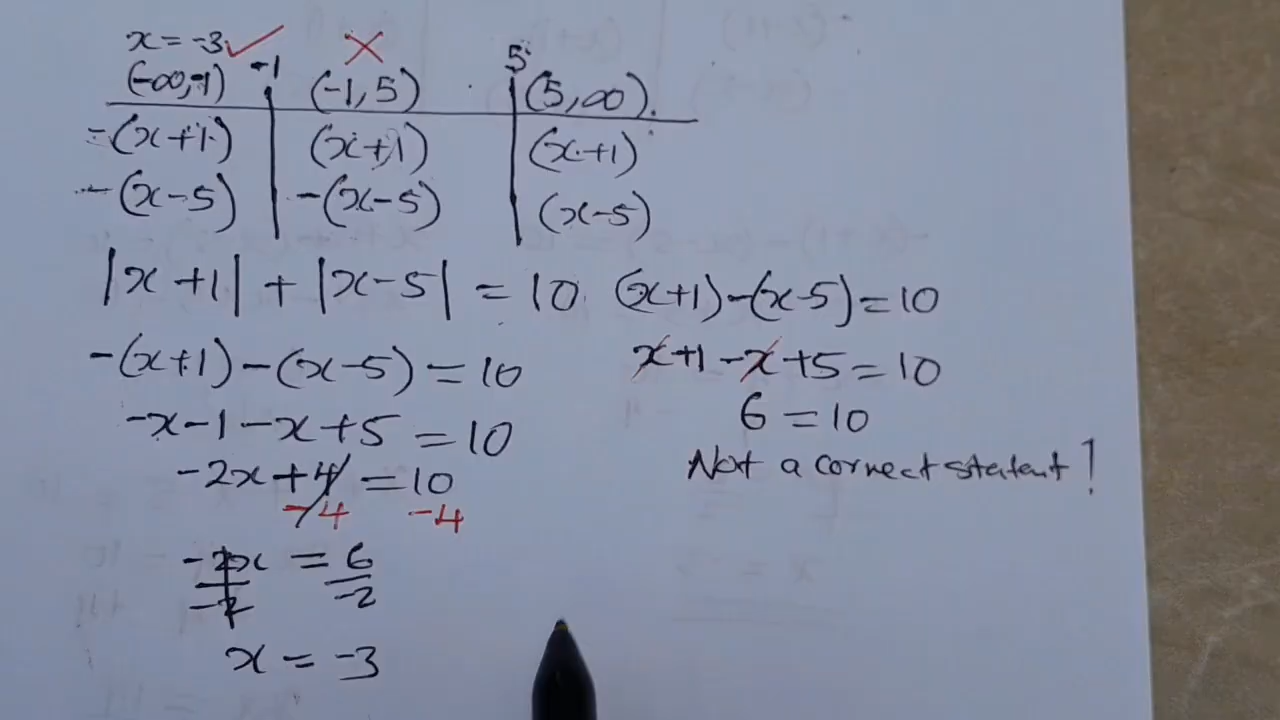 x = -3 ✓ ✗
(-∞,-1) -1 (-1, 5) 5 (5, ∞).
-(x+1) (x+1) (x+1)
-(x-5) -(x-5) (x-5)
|x+1| + |x-5| = 10
-(x+1) - (x-5) = 10
-x-1-x+5 = 10
-2x+4 = 10
-4 -4
-2x = 6
-2 -2
x = -3
(x+1)-(x-5) = 10
x+1-x+5 = 10
6 = 10
Not a correct statent!